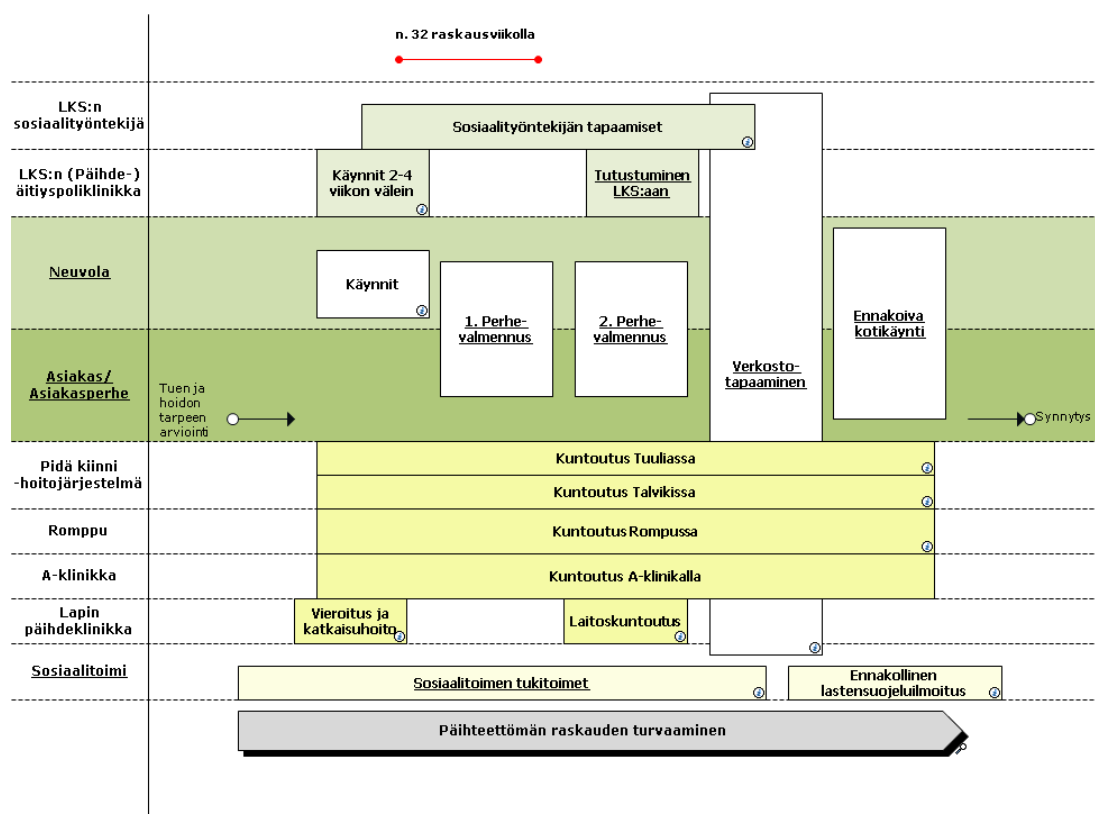 n. 32 raskausviikolla
LKS:n
sosiaalityöntekijä
Sosiaalityöntekijän tapaamiset
LKS:n (Päihde-)
äitiyspoliklinikka
Käynnit 2-4
viikon välein
Tutustuminen
LKS:aan
Neuvola
Käynnit
1. Perhe-
valmennus
2. Perhe-
valmennus
Ennakoiva
kotikäynti
Verkosto-
tapaaminen
Asiakas/
Asiakasperhe
Tuen ja
hoidon
tarpeen
arviointi
Synnytys
Pidä kiinni
-hoitojärjestelmä
Kuntoutus Tuuliassa
Kuntoutus Talvikissa
Romppu
Kuntoutus Rompussa
A-klinikka
Kuntoutus A-klinikalla
Lapin
päihdeklinikka
Vieroitus ja
katkaisuhoito
Laitoskuntoutus
Sosiaalitoimi
Sosiaalitoimen tukitoimet
Ennakollinen
lastensuojeluilmoitus
Päihteettömän raskauden turvaaminen